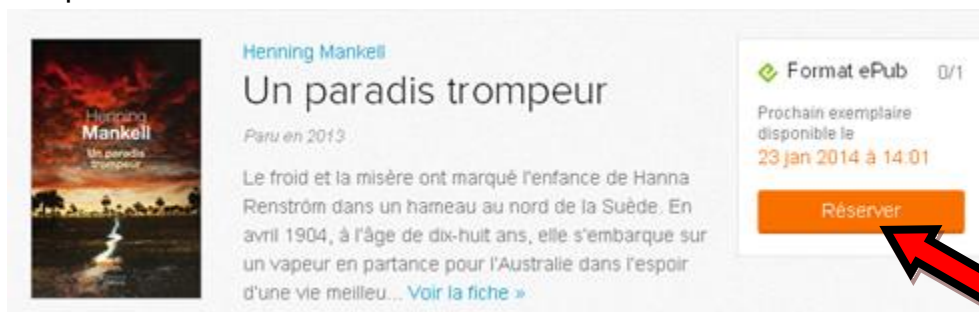 Henning Mankell
Un paradis trompeur
Paru en 2013
Le froid et la misère ont marqué l'enfance de Hanna
Renström dans un hameau au nord de la Suède. En
avril 1904, à l'âge de dix-huit ans, elle s'embarque sur
un vapeur en partance pour l'Australie dans l'espoir
d'une vie meilleu... Voir la fiche »
Henning
Mankell
Un paradis
trompeur
Format ePub 0/1
Prochain exemplaire
disponible le
23 jan 2014 à 14:01
Réserver